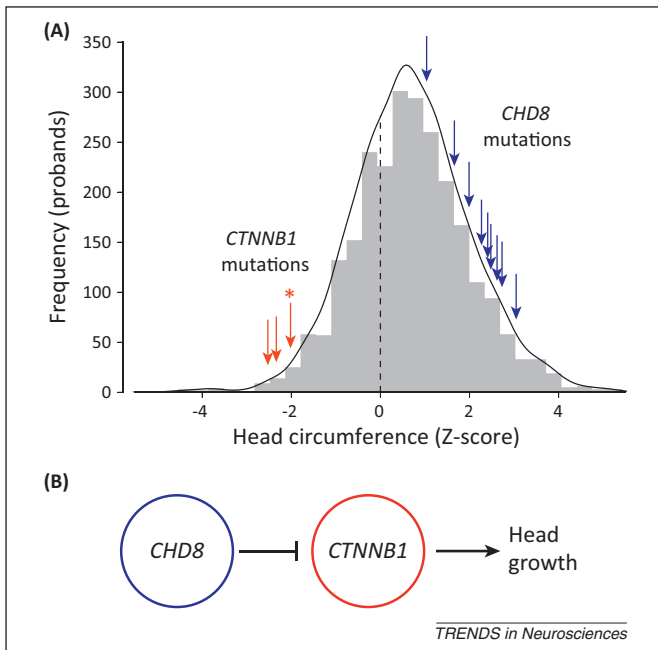 (A)
350
300
250
200
150
100
50
0
Frequency (probands)
CHD8
mutations
CTNNB1
mutations
*
-4
-2
0
2
4
Head circumference (Z-score)
(B)
CHD8
CTNNB1
Head
growth
TRENDS in Neurosciences